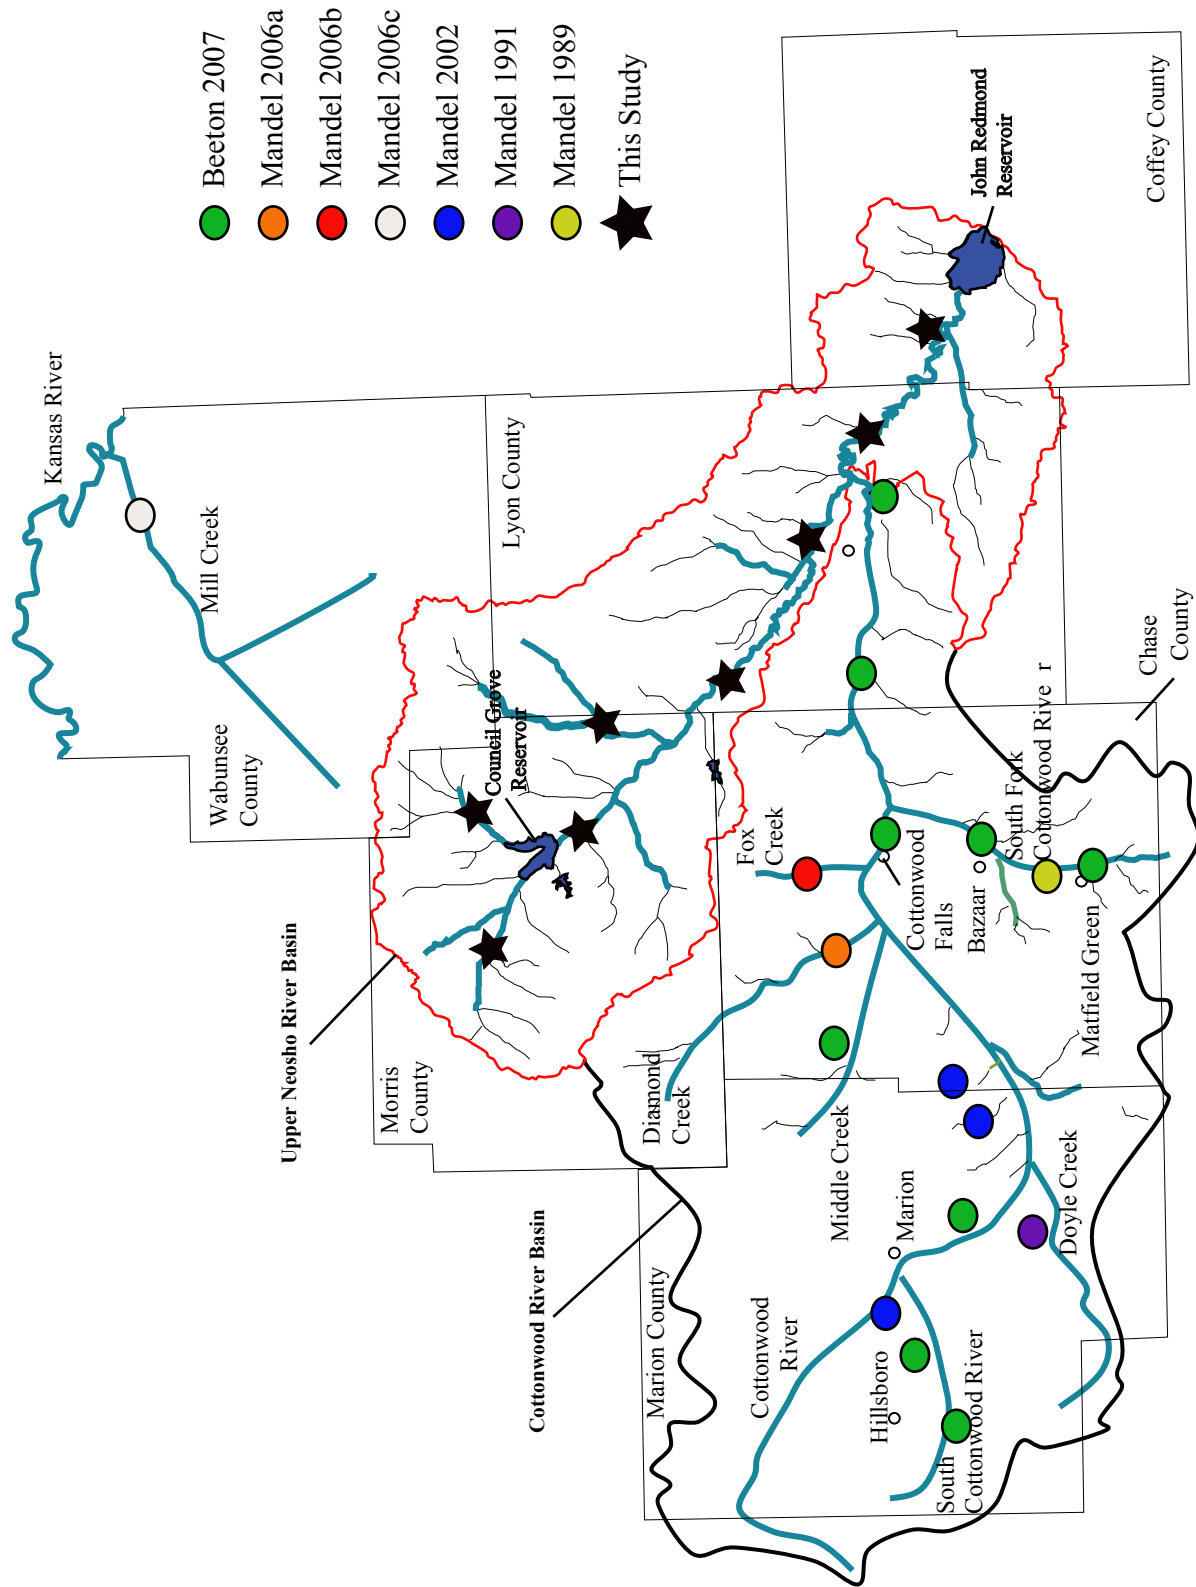 Beeton 2007
Mandel 2006a
Mandel 2006b
Mandel 2006c
Mandel 2002
Mandel 1991
Mandel 1989
This Study
Kansas River
Mill Creek
Wabunsee
County
Lyon County
Council Grove
Reservoir
John Redmond
Reservoir
Coffey County
Upper Neosho River Basin
Morris
County
Fox
Creek
Cottonwood
Falls
Bazaar
South Fork
Cottonwood Rive r
Chase
County
Matfield Green
Diamond
Creek
Middle Creek
Marion
Doyle Creek
Cottonwood River Basin
Marion County
Cottonwood
River
Hillsboro
South
Cottonwood River